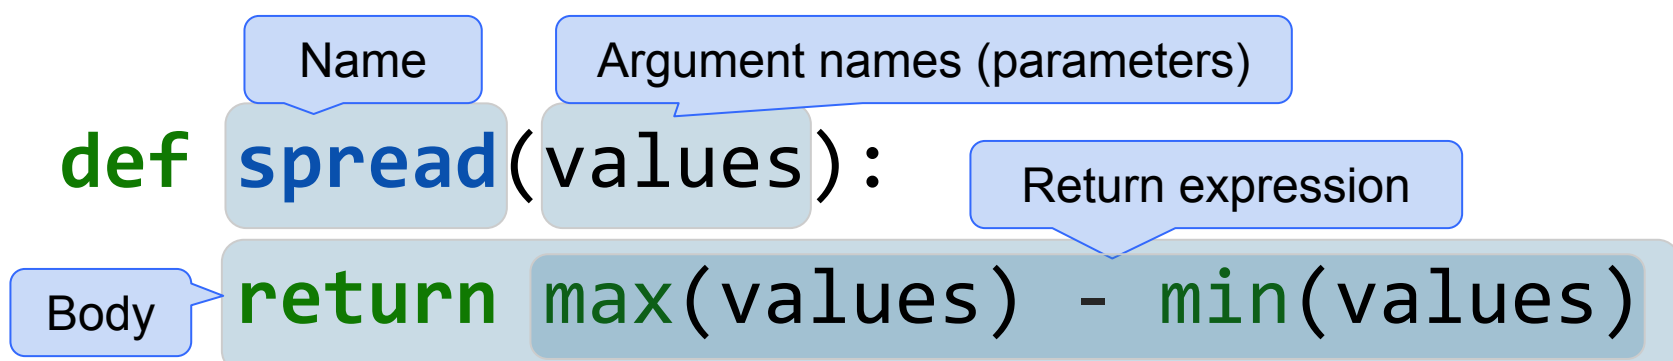 Name
Argument names (parameters)
def spread(values):
Return expression
Body
return max(values) - min(values)